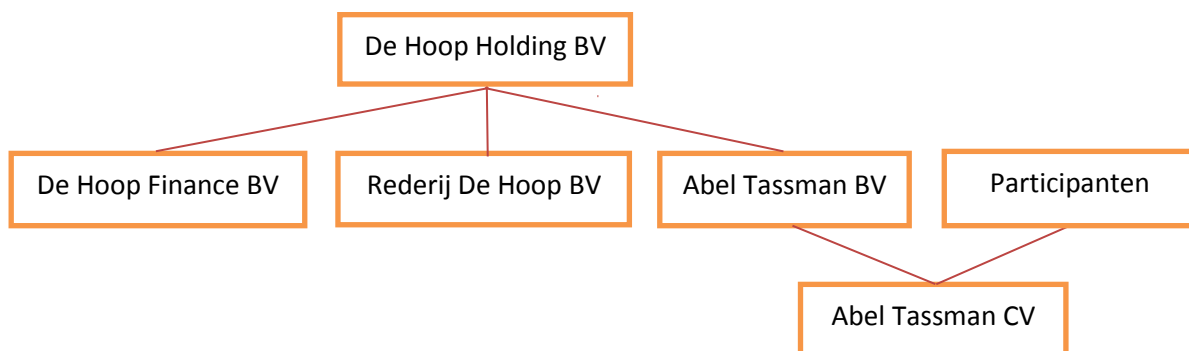 De Hoop Holding BV
De Hoop Finance BV
Rederij De Hoop BV
Abel Tassman BV
Participanten
Abel Tassman CV